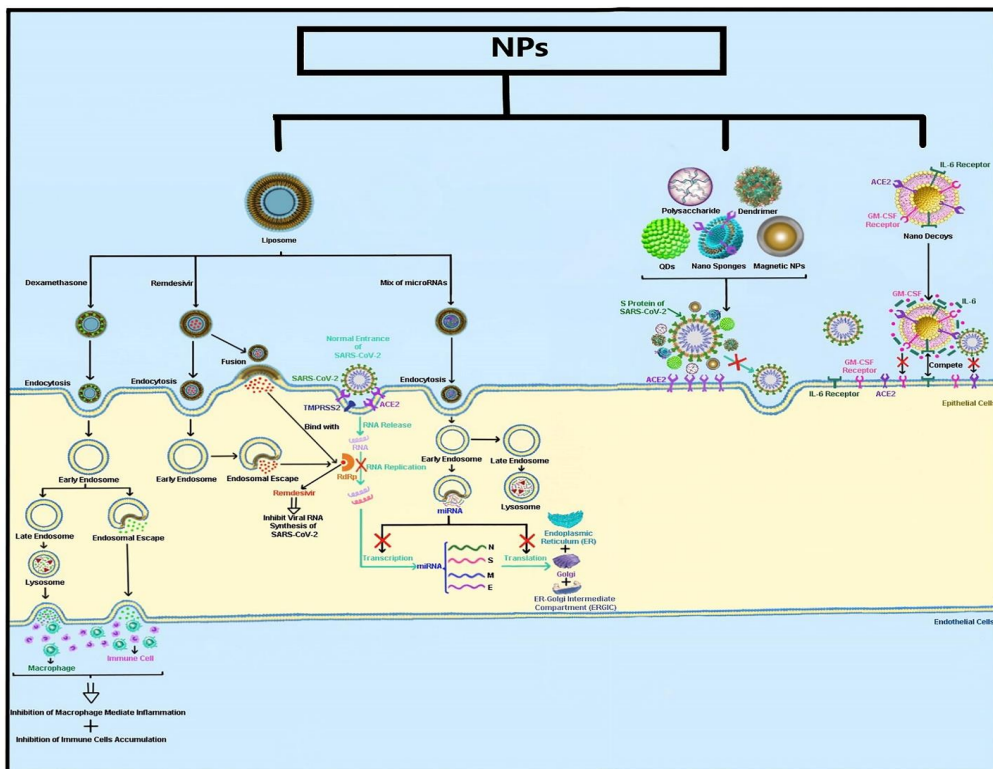 NPs
Liposome
Dexamethasone
Remdesivir
Mix of microRNAs
Endocytosis
Endocytosis
Fusion
Normal Entrance
of
SARS-CoV-2
SARS-CoV-2
TMPRSS2
ACE2
Endocytosis
Early Endosome
Late Endosome
Lysosome
Endosomal Escape
Macrophage
Immune Cell
Inhibition of Macrophage Mediate Inflammation
+
Inhibition of Immune Cells Accumulation
Early Endosome
Endosomal Escape
Bind with
RdRp
Remdesivir
Inhibit Viral RNA
Synthesis of
SARS-CoV-2
RNA Release
RNA
RNA Replication
Early Endosome
Late Endosome
Lysosome
miRNA
Transcription
miRNA
N
S
M
E
Translation
Endoplasmic
Reticulum (ER)
+
Golgi
+
ER-Golgi Intermediate
Compartment (ERGIC)
Polysaccharide
Dendrimer
QDs
Nano Sponges
Magnetic NPs
S Protein of
SARS-CoV-2
ACE2
IL-6 Receptor
ACE2
GM-CSF
Receptor
Nano Decoys
GM-CSF
IL-6
Compete
GM-CSF
Receptor
IL-6 Receptor
ACE2
Epithelial Cells
Endothelial Cells